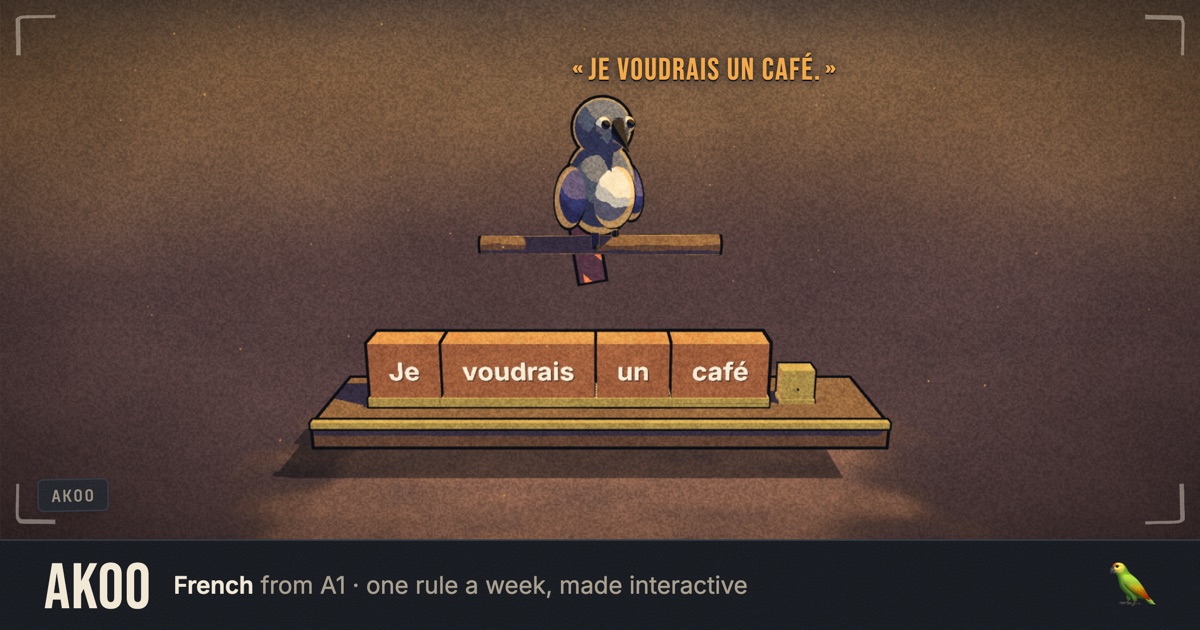 « JE VOUDRAIS UN CAFÉ. »
Je voudrais un café .
AKOO
AKOO French from A1 · one rule a week, made interactive